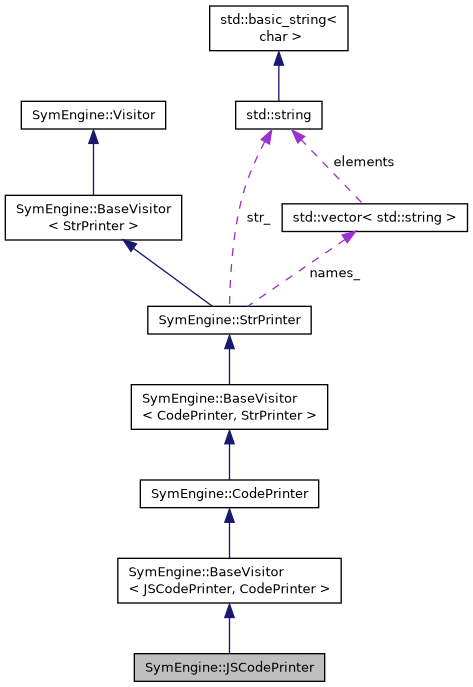 std::basic_string<
char >
SymEngine::Visitor
std::string
elements
SymEngine::BaseVisitor
< StrPrinter >
str_
std::vector< std::string >
names_
SymEngine::StrPrinter
SymEngine::BaseVisitor
< CodePrinter, StrPrinter >
SymEngine::CodePrinter
SymEngine::BaseVisitor
< JSCodePrinter, CodePrinter >
SymEngine::JSCodePrinter